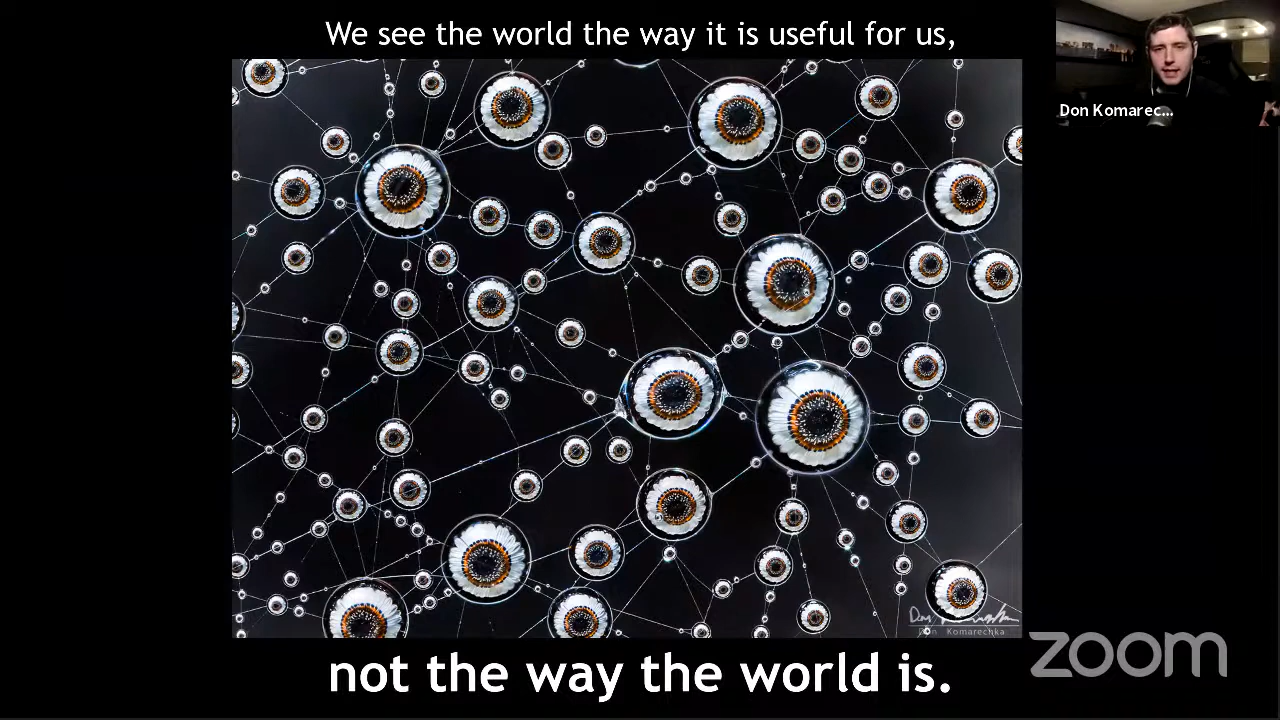 We see the world the way it is useful for us,
Don Komarec...
Don Komarechka
not the way the world is.
zoom